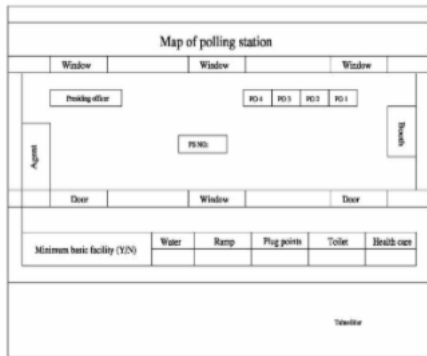 Map of polling station
Window Window Window
Presiding officer PO 4 PO 3 PO 2 PO 1
Agent
Booth
PS NO:
Door Window Door
Minimum basic facility (Y/N) Water Ramp Plug points Toilet Health care